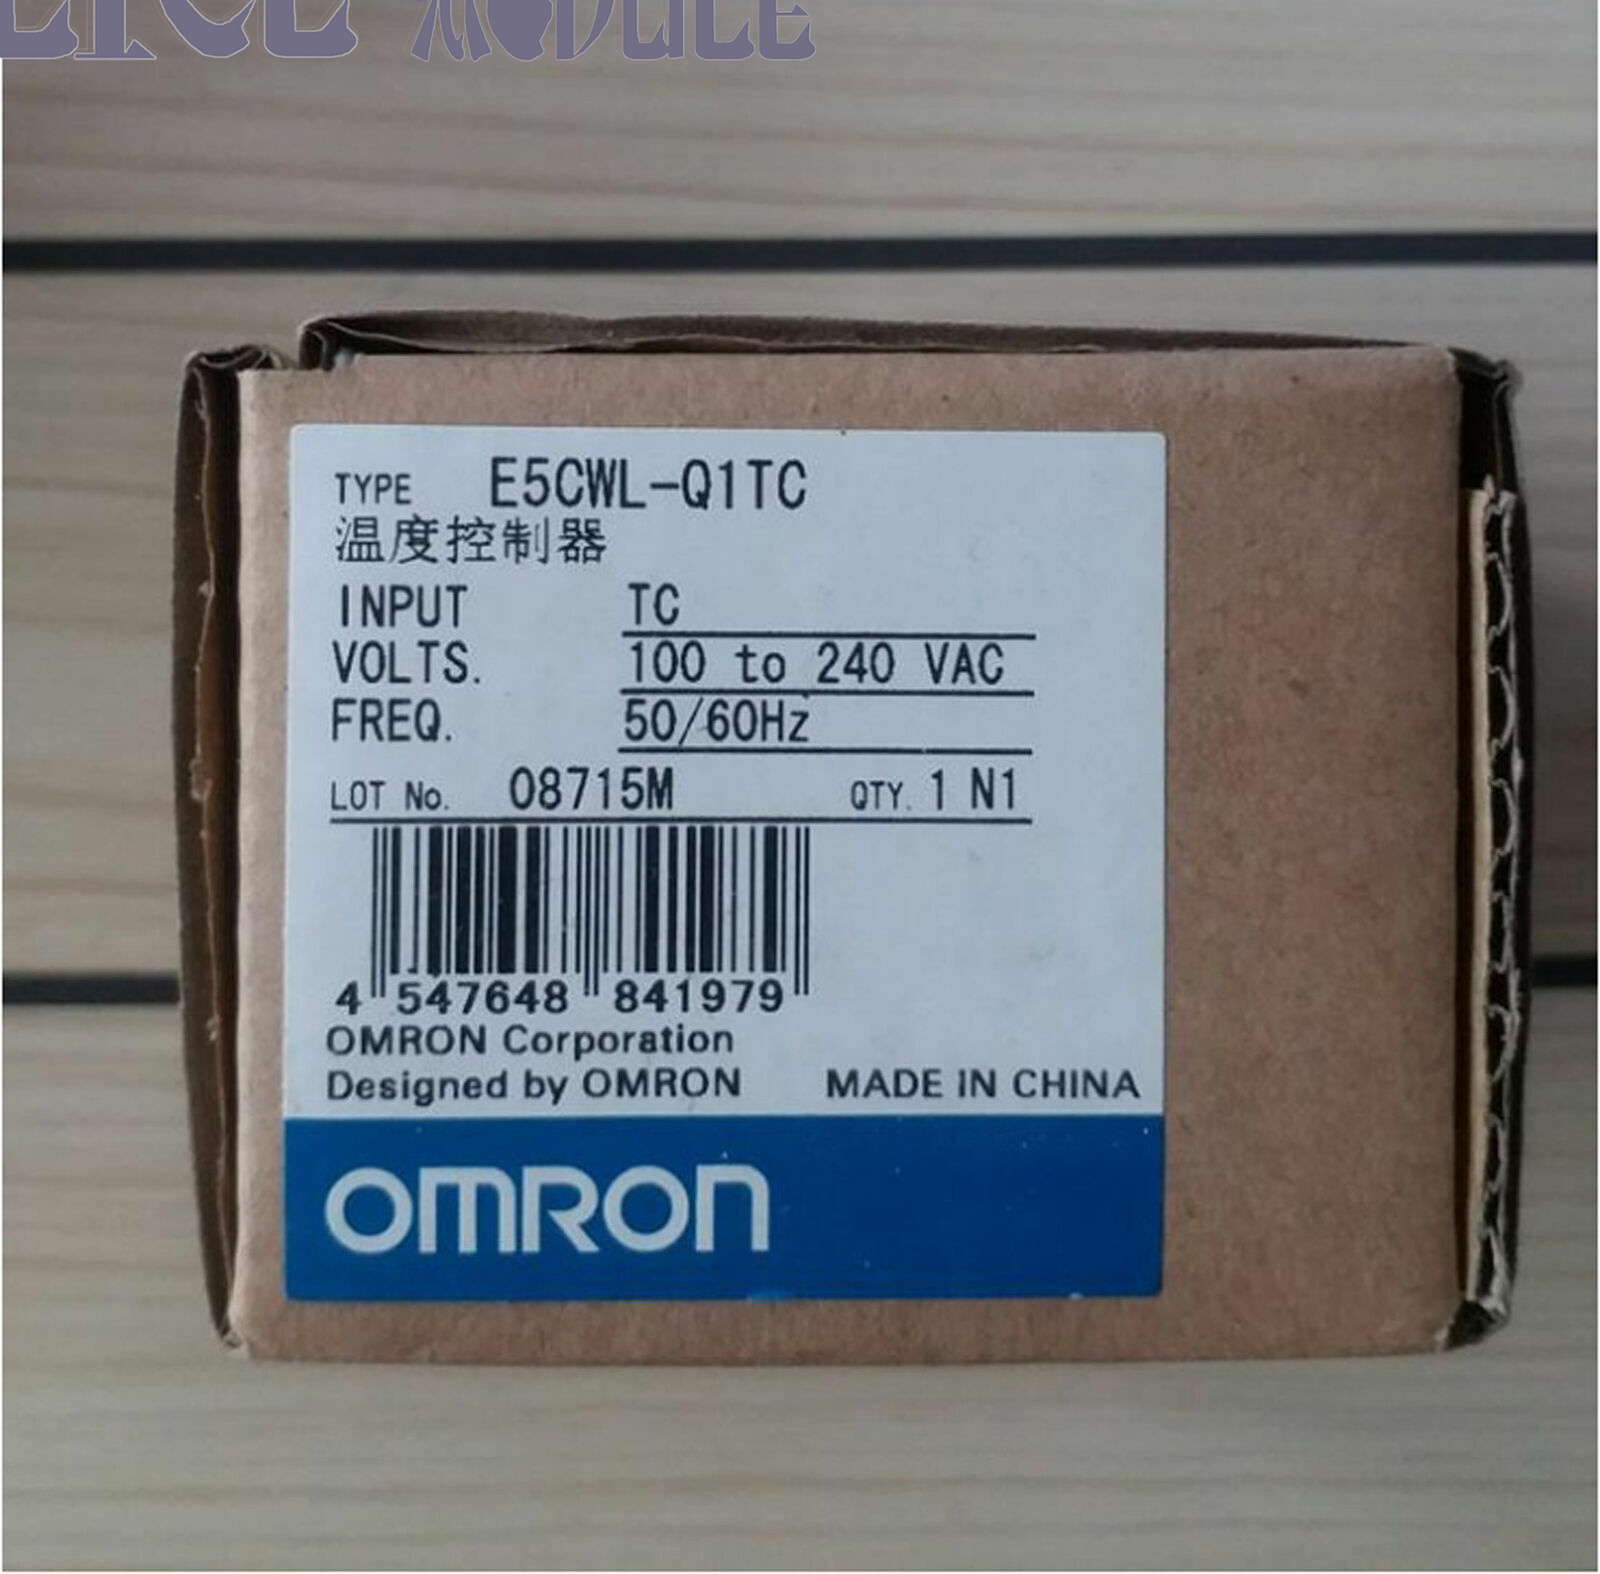 MODULE
TYPE E5CWL-Q1TC
温度控制器
INPUT TC
VOLTS. 100 to 240 VAC
FREQ. 50/60Hz
LOT No. 08715M QTY. 1 N1
4 547648 841979
OMRON Corporation
Designed by OMRON MADE IN CHINA
OMRON